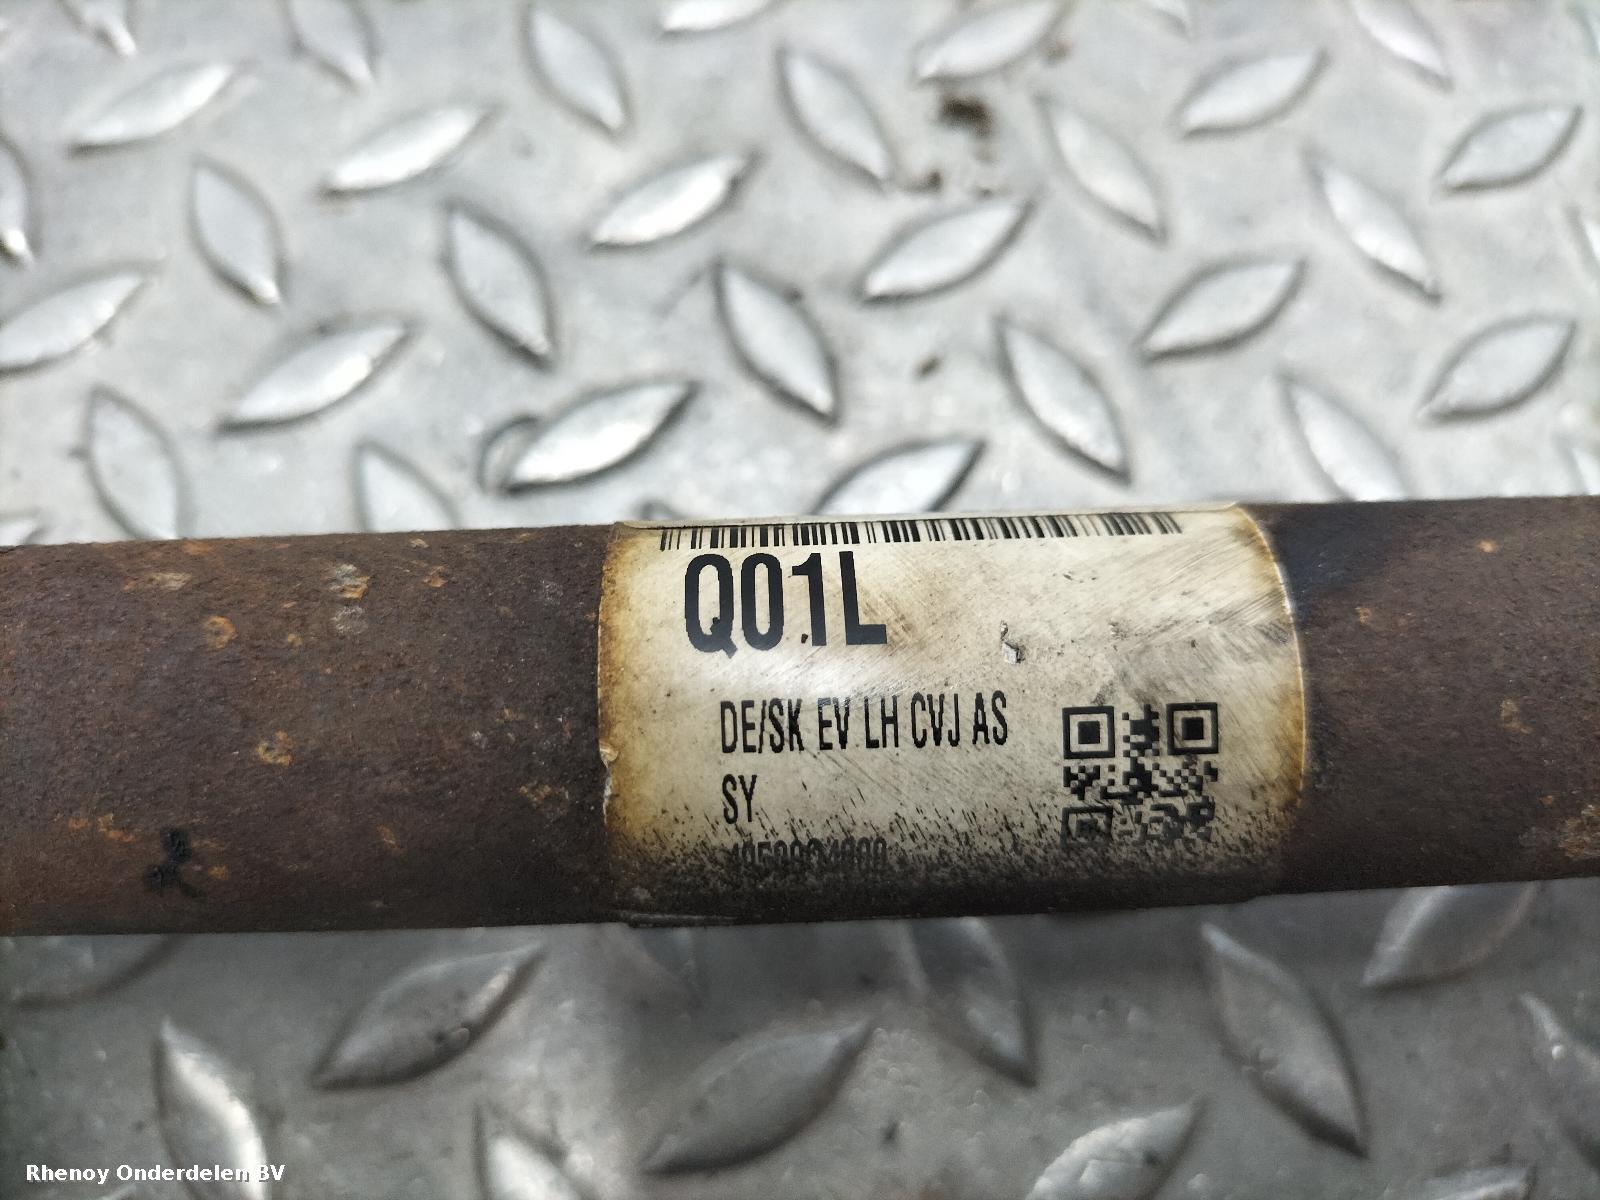 Q01L
DE/SK EV LH CVJ AS
SY
Rhenoy Onderdelen BV